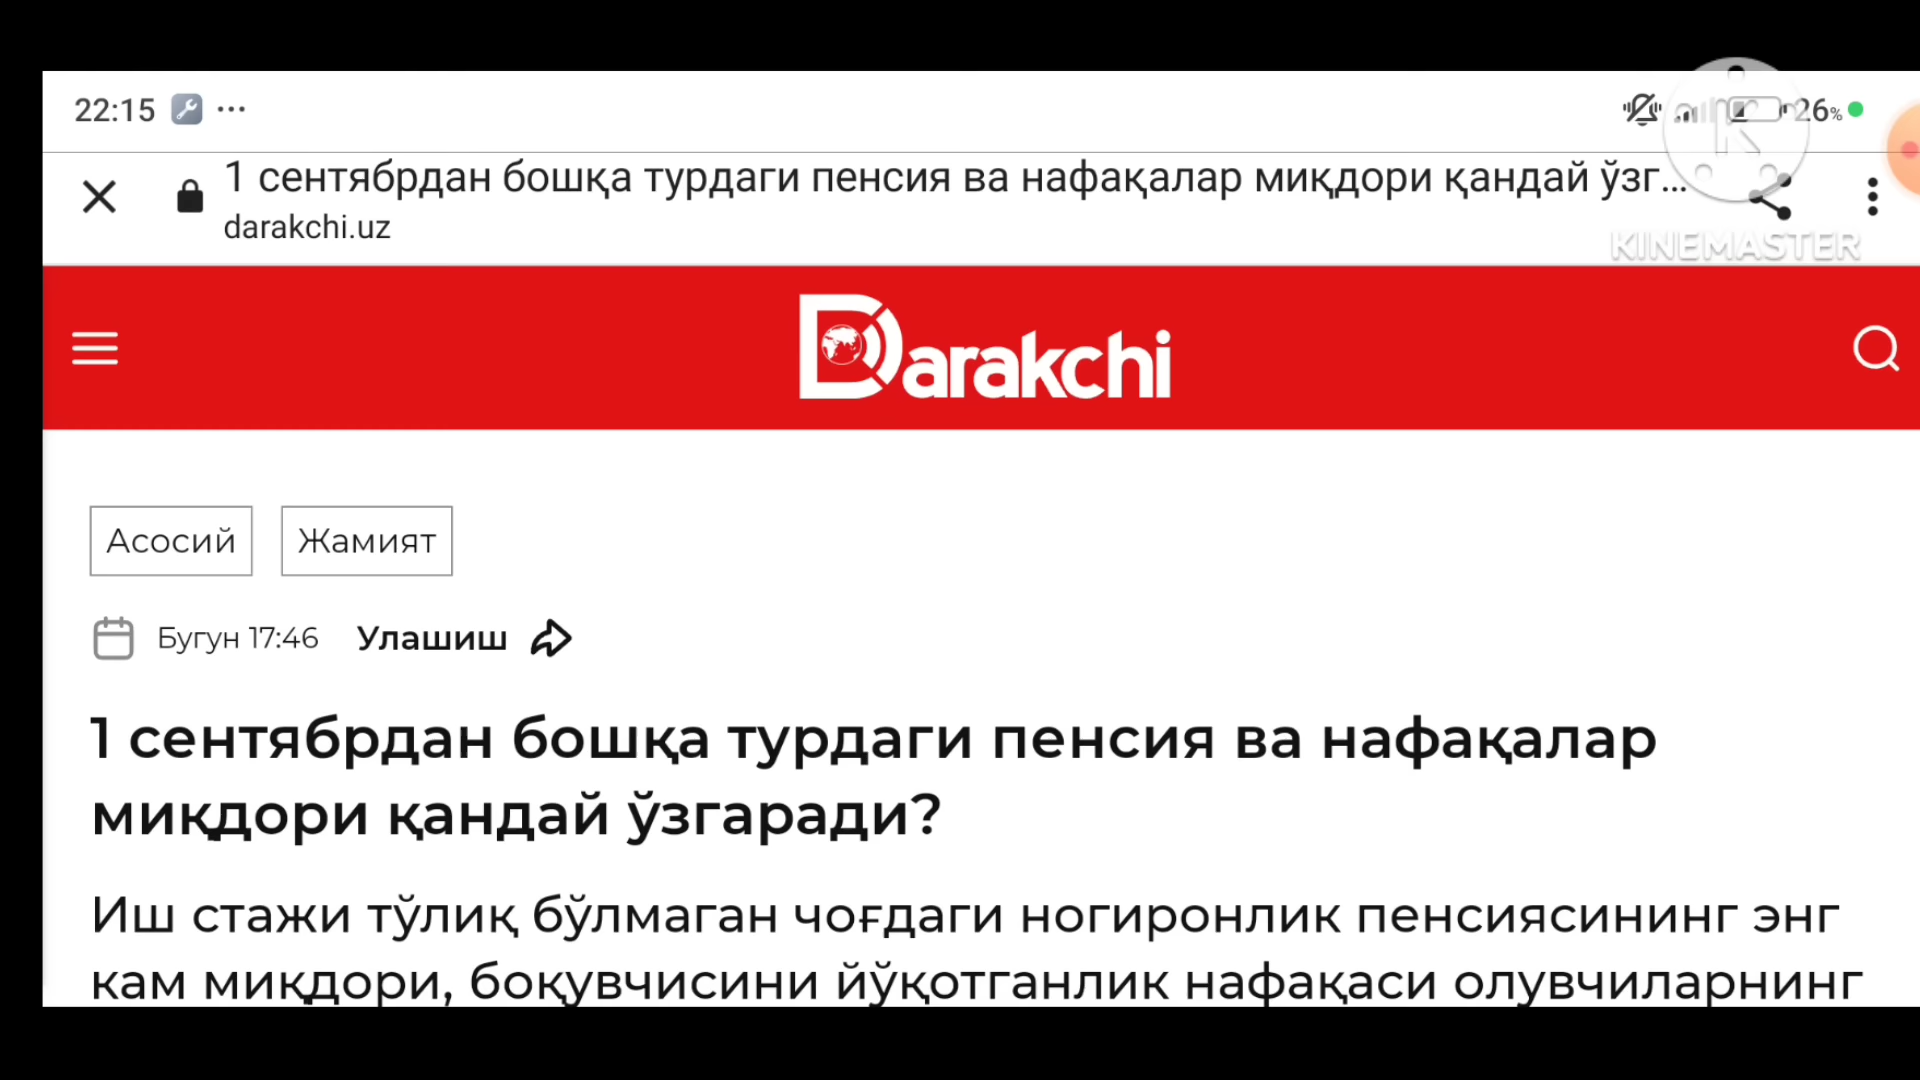 22:15
26%
1 сентябрдан бошқа турдаги пенсия ва нафақалар миқдори қандай ўзг...
darakchi.uz
KINEMASTER
Darakchi
Асосий Жамият
Бугун 17:46 Улашиш
1 сентябрдан бошқа турдаги пенсия ва нафақалар
миқдори қандай ўзгаради?
Иш стажи тўлиқ бўлмаган чоғдаги ногиронлик пенсиясининг энг
кам миқдори, боқувчисини йўқотганлик нафақаси олувчиларнинг